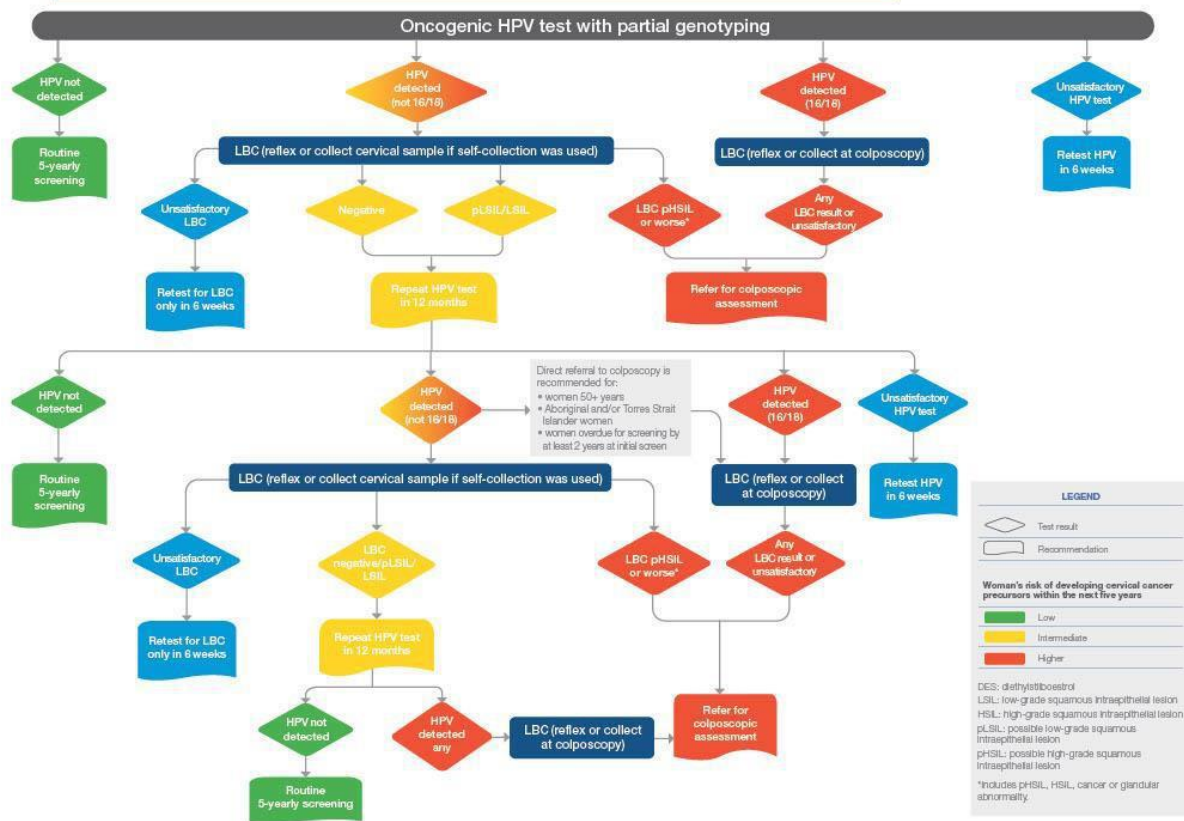 Oncogenic HPV test with partial genotyping
HPV not
detected
HPV
detected
(not 16/18)
HPV
detected
(16/18)
Unsatisfactory
HPV test
Routine
5-yearly
screening
LBC (reflex or collect cervical sample if self-collection was used)
LBC (reflex or collect at colposcopy)
Retest HPV
in 6 weeks
Unsatisfactory
LBC
Negative
pLSIL/LSIL
LBC pHSIL
or worse*
Any
LBC result or
unsatisfactory
Retest for LBC
only in 6 weeks
Repeat HPV test
in 12 months
Refer for colposcopic
assessment
HPV not
detected
HPV
detected
(not 16/18)
Direct referral to colposcopy is
recommended for:
• women 50+ years
• Aboriginal and/or Torres Strait
Islander women
• women overdue for screening by
at least 2 years at initial screen
HPV
detected
(16/18)
Unsatisfactory
HPV test
Routine
5-yearly
screening
LBC (reflex or collect cervical sample if self-collection was used)
LBC (reflex or collect
at colposcopy)
Retest HPV
in 6 weeks
Unsatisfactory
LBC
LBC
negative/pLSIL/
LSIL
LBC pHSIL
or worse*
Any
LBC result or
unsatisfactory
Retest for LBC
only in 6 weeks
Repeat HPV test
in 12 months
HPV not
detected
HPV
detected
any
LBC (reflex or collect
at colposcopy)
Refer for
colposcopic
assessment
Routine
5-yearly screening
LEGEND
Test result
Recommendation
Woman's risk of developing cervical cancer
precursors within the next five years
Low
Intermediate
Higher
DES: diethylstilboestrol
LSIL: low-grade squamous intraepithelial lesion
HSIL: high-grade squamous intraepithelial lesion
pLSIL: possible low-grade squamous
intraepithelial lesion
pHSIL: possible high-grade squamous
intraepithelial lesion
*Includes pHSIL, HSIL, cancer or glandular
abnormality.